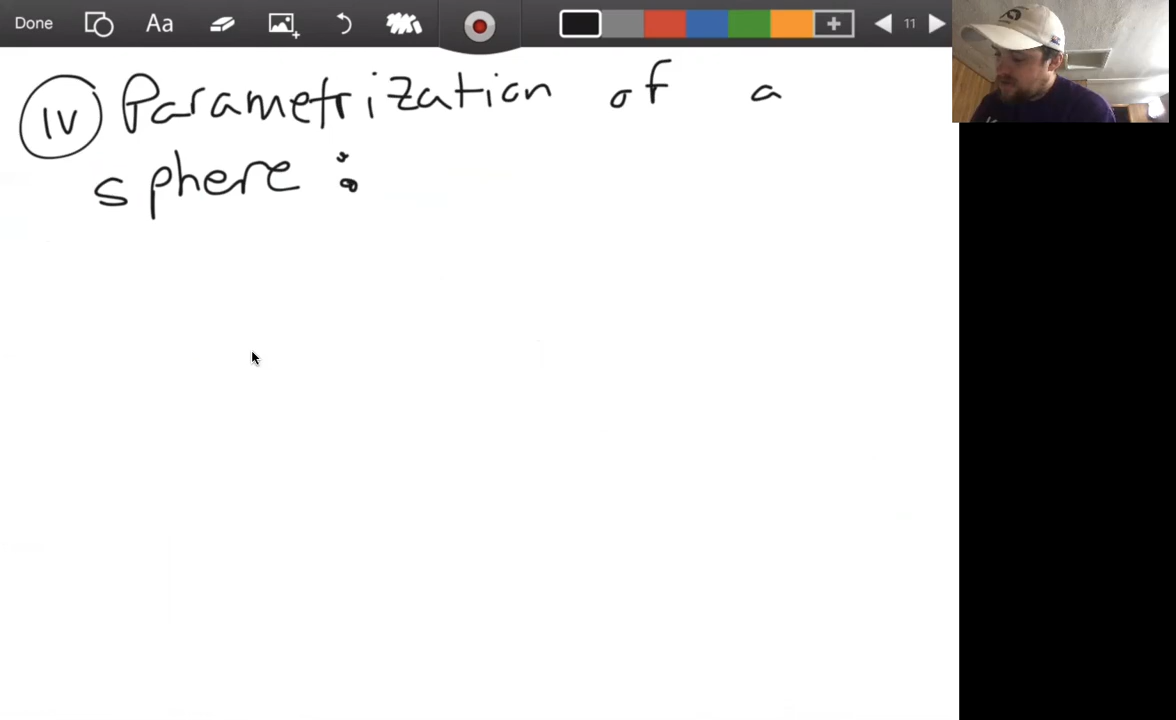 Done Aa 11
IV Parametrization of a
sphere :